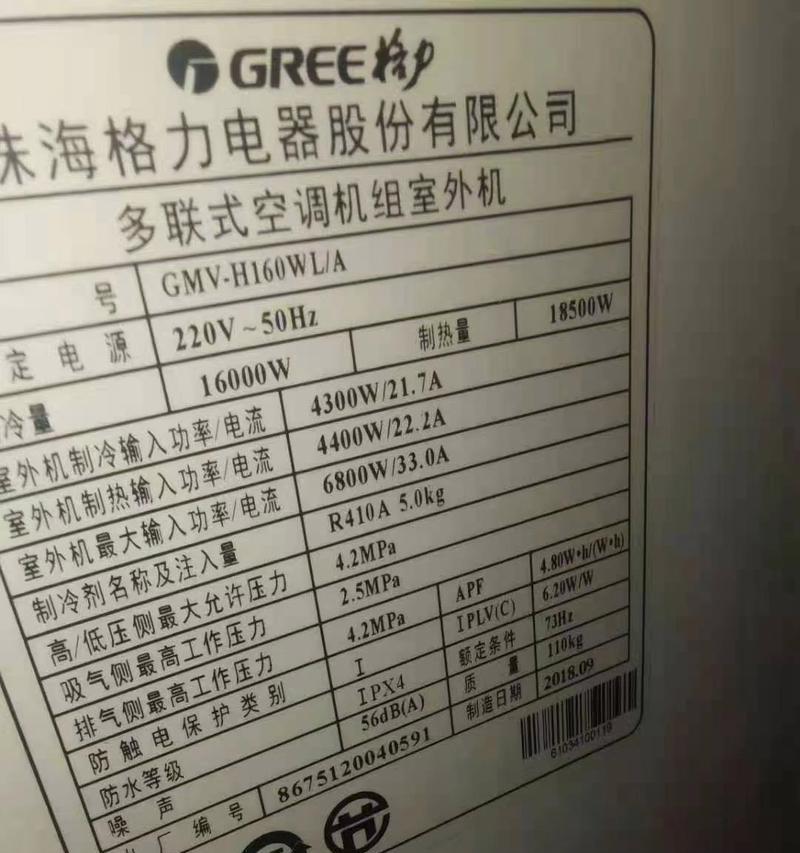 GREE格力
珠海格力电器股份有限公司
多联式空调机组室外机
号 GMV-H160WL/A
定电源 220V~50Hz
冷量 16000W 制热量 18500W
室外机制冷输入功率/电流 4300W/21.7A
室外机制热输入功率/电流 4400W/22.2A
室外机最大输入功率/电流 6800W/33.0A
制冷剂名称及注入量 R410A 5.0kg
高/低压侧最大允许压力 4.2MPa
吸气侧最高工作压力 2.5MPa APF 4.80W•h/(W•h)
排气侧最高工作压力 4.2MPa IPLV(C) 6.20W/W
防触电保护类别 I 额定条件 73Hz
防水等级 IPX4 质量 110kg
噪声 56dB(A) 制造日期 2018.09
厂编号 8675120040591
61034100119